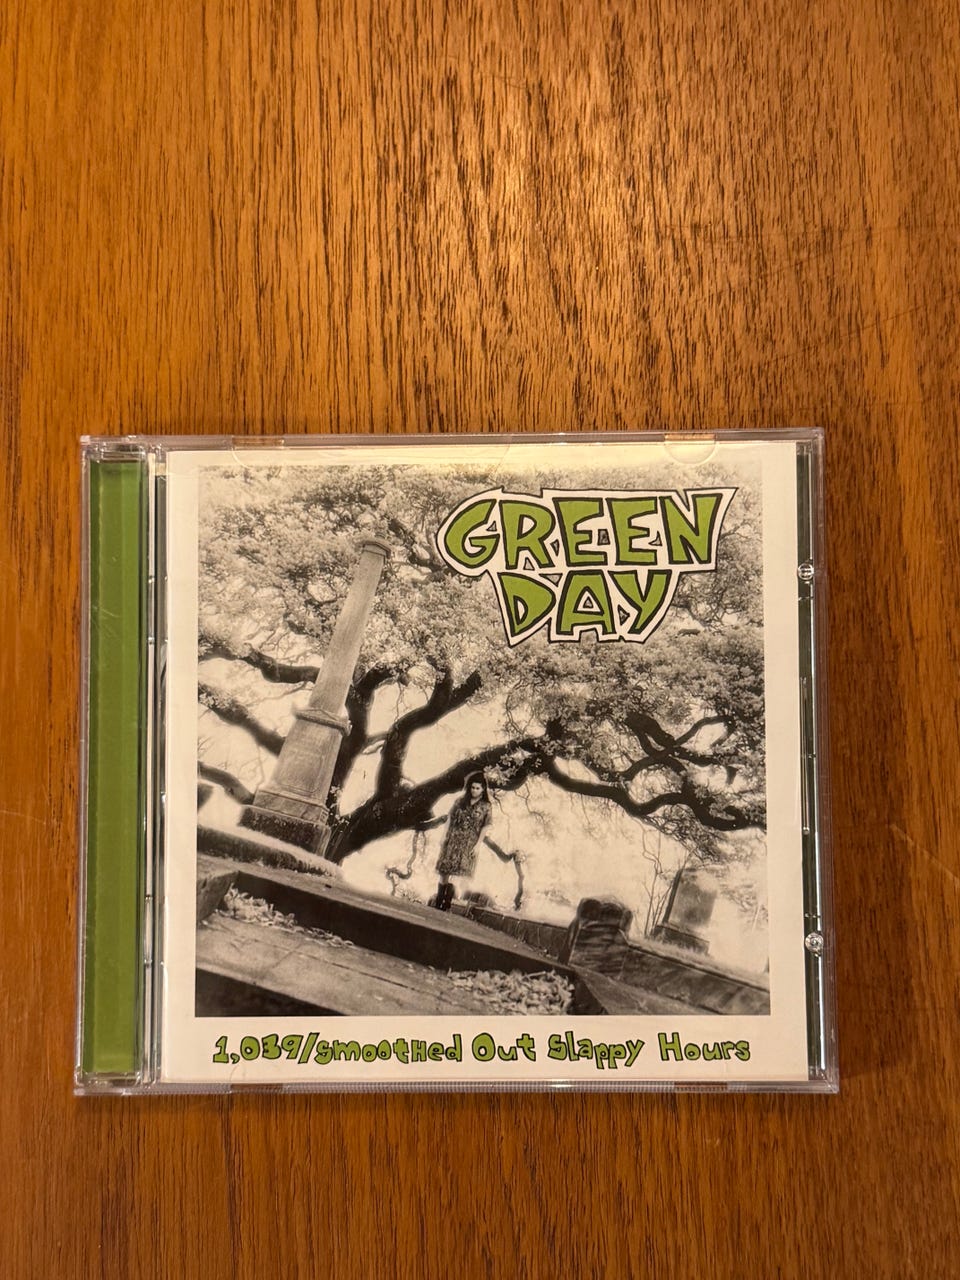 GREEN
DAY
1,039/Smoothed Out Slappy Hours